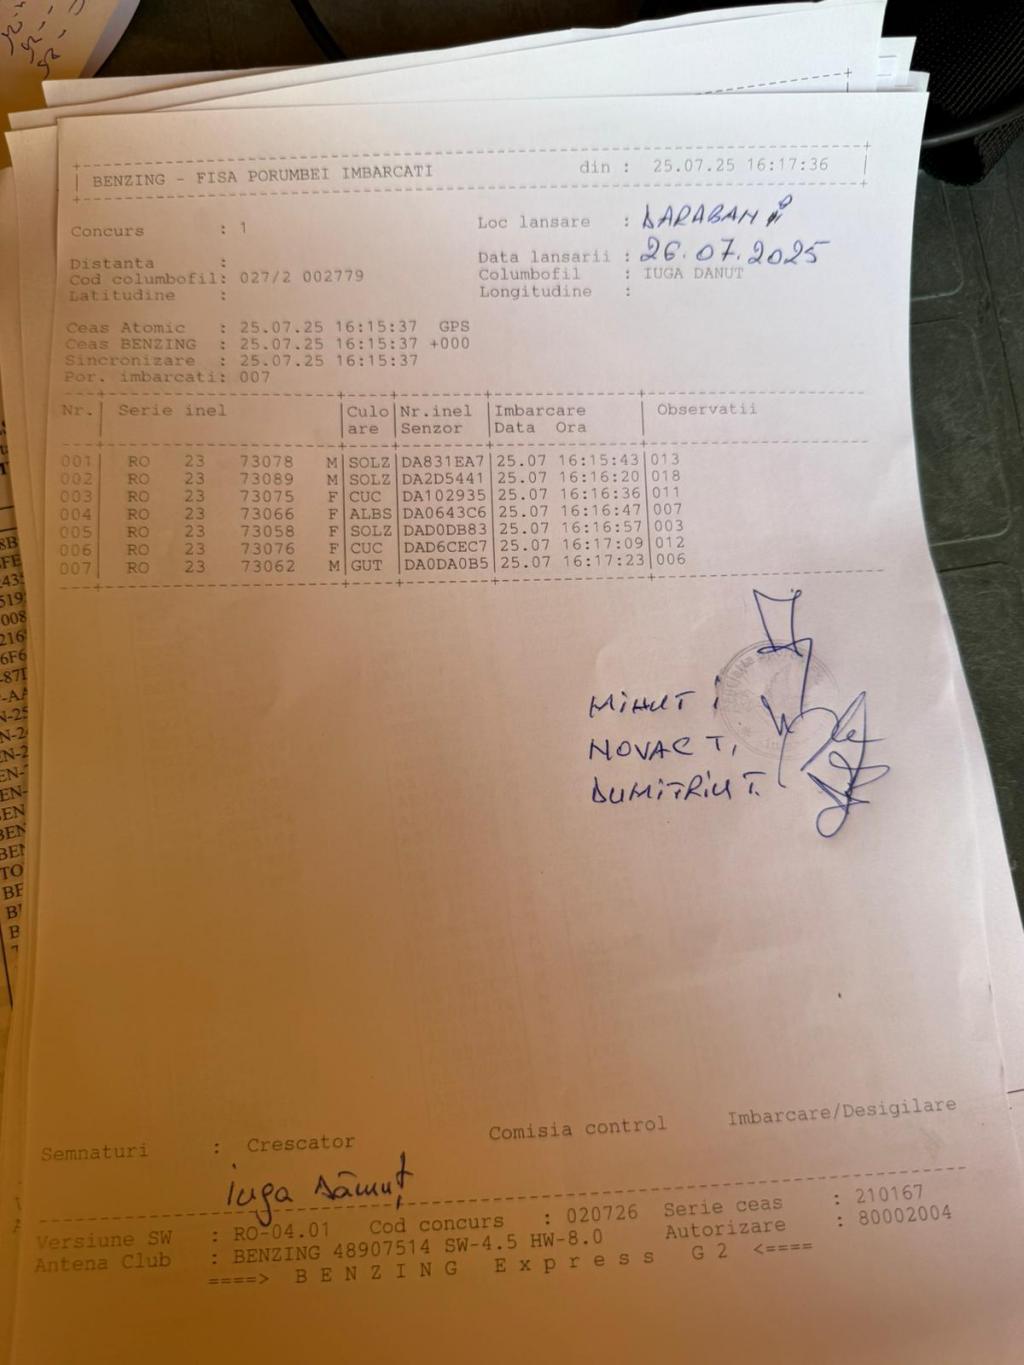 BENZING - FISA PORUMBEI IMBARCATI din : 25.07.25 16:17:36
Concurs : 1 Loc lansare : DARABANI
Distanta : Data lansarii : 26.07.2025
Cod columbofil: 027/2 002779 Columbofil : IUGA DANUT
Latitudine : Longitudine :
Ceas Atomic : 25.07.25 16:15:37 GPS
Ceas BENZING : 25.07.25 16:15:37 +000
Sincronizare : 25.07.25 16:15:37
Por. imbarcati: 007
Nr. | Serie inel | Culo | Nr.inel | Imbarcare | Observatii
are | Senzor | Data Ora
001 | RO 23 73078 M | SOLZ | DA831EA7 | 25.07 16:15:43 | 013
002 | RO 23 73089 M | SOLZ | DA2D5441 | 25.07 16:16:20 | 018
003 | RO 23 73075 F | CUC | DA102935 | 25.07 16:16:36 | 011
004 | RO 23 73066 F | ALBS | DA0643C6 | 25.07 16:16:47 | 007
005 | RO 23 73058 F | SOLZ | DAD0DB83 | 25.07 16:16:57 | 003
006 | RO 23 73076 F | CUC | DAD6CEC7 | 25.07 16:17:09 | 012
007 | RO 23 73062 M | GUT | DA0DA0B5 | 25.07 16:17:23 | 006
MIHUT I
NOVAC T,
DUMITRIU T.
Semnaturi : Crescator Comisia control Imbarcare/Desigilare
Iuga Dănuț
Versiune SW : RO-04.01 Cod concurs : 020726 Serie ceas : 210167
Antena Club : BENZING 48907514 SW-4.5 HW-8.0 Autorizare : 80002004
====> B E N Z I N G E x p r e s s G 2 <====